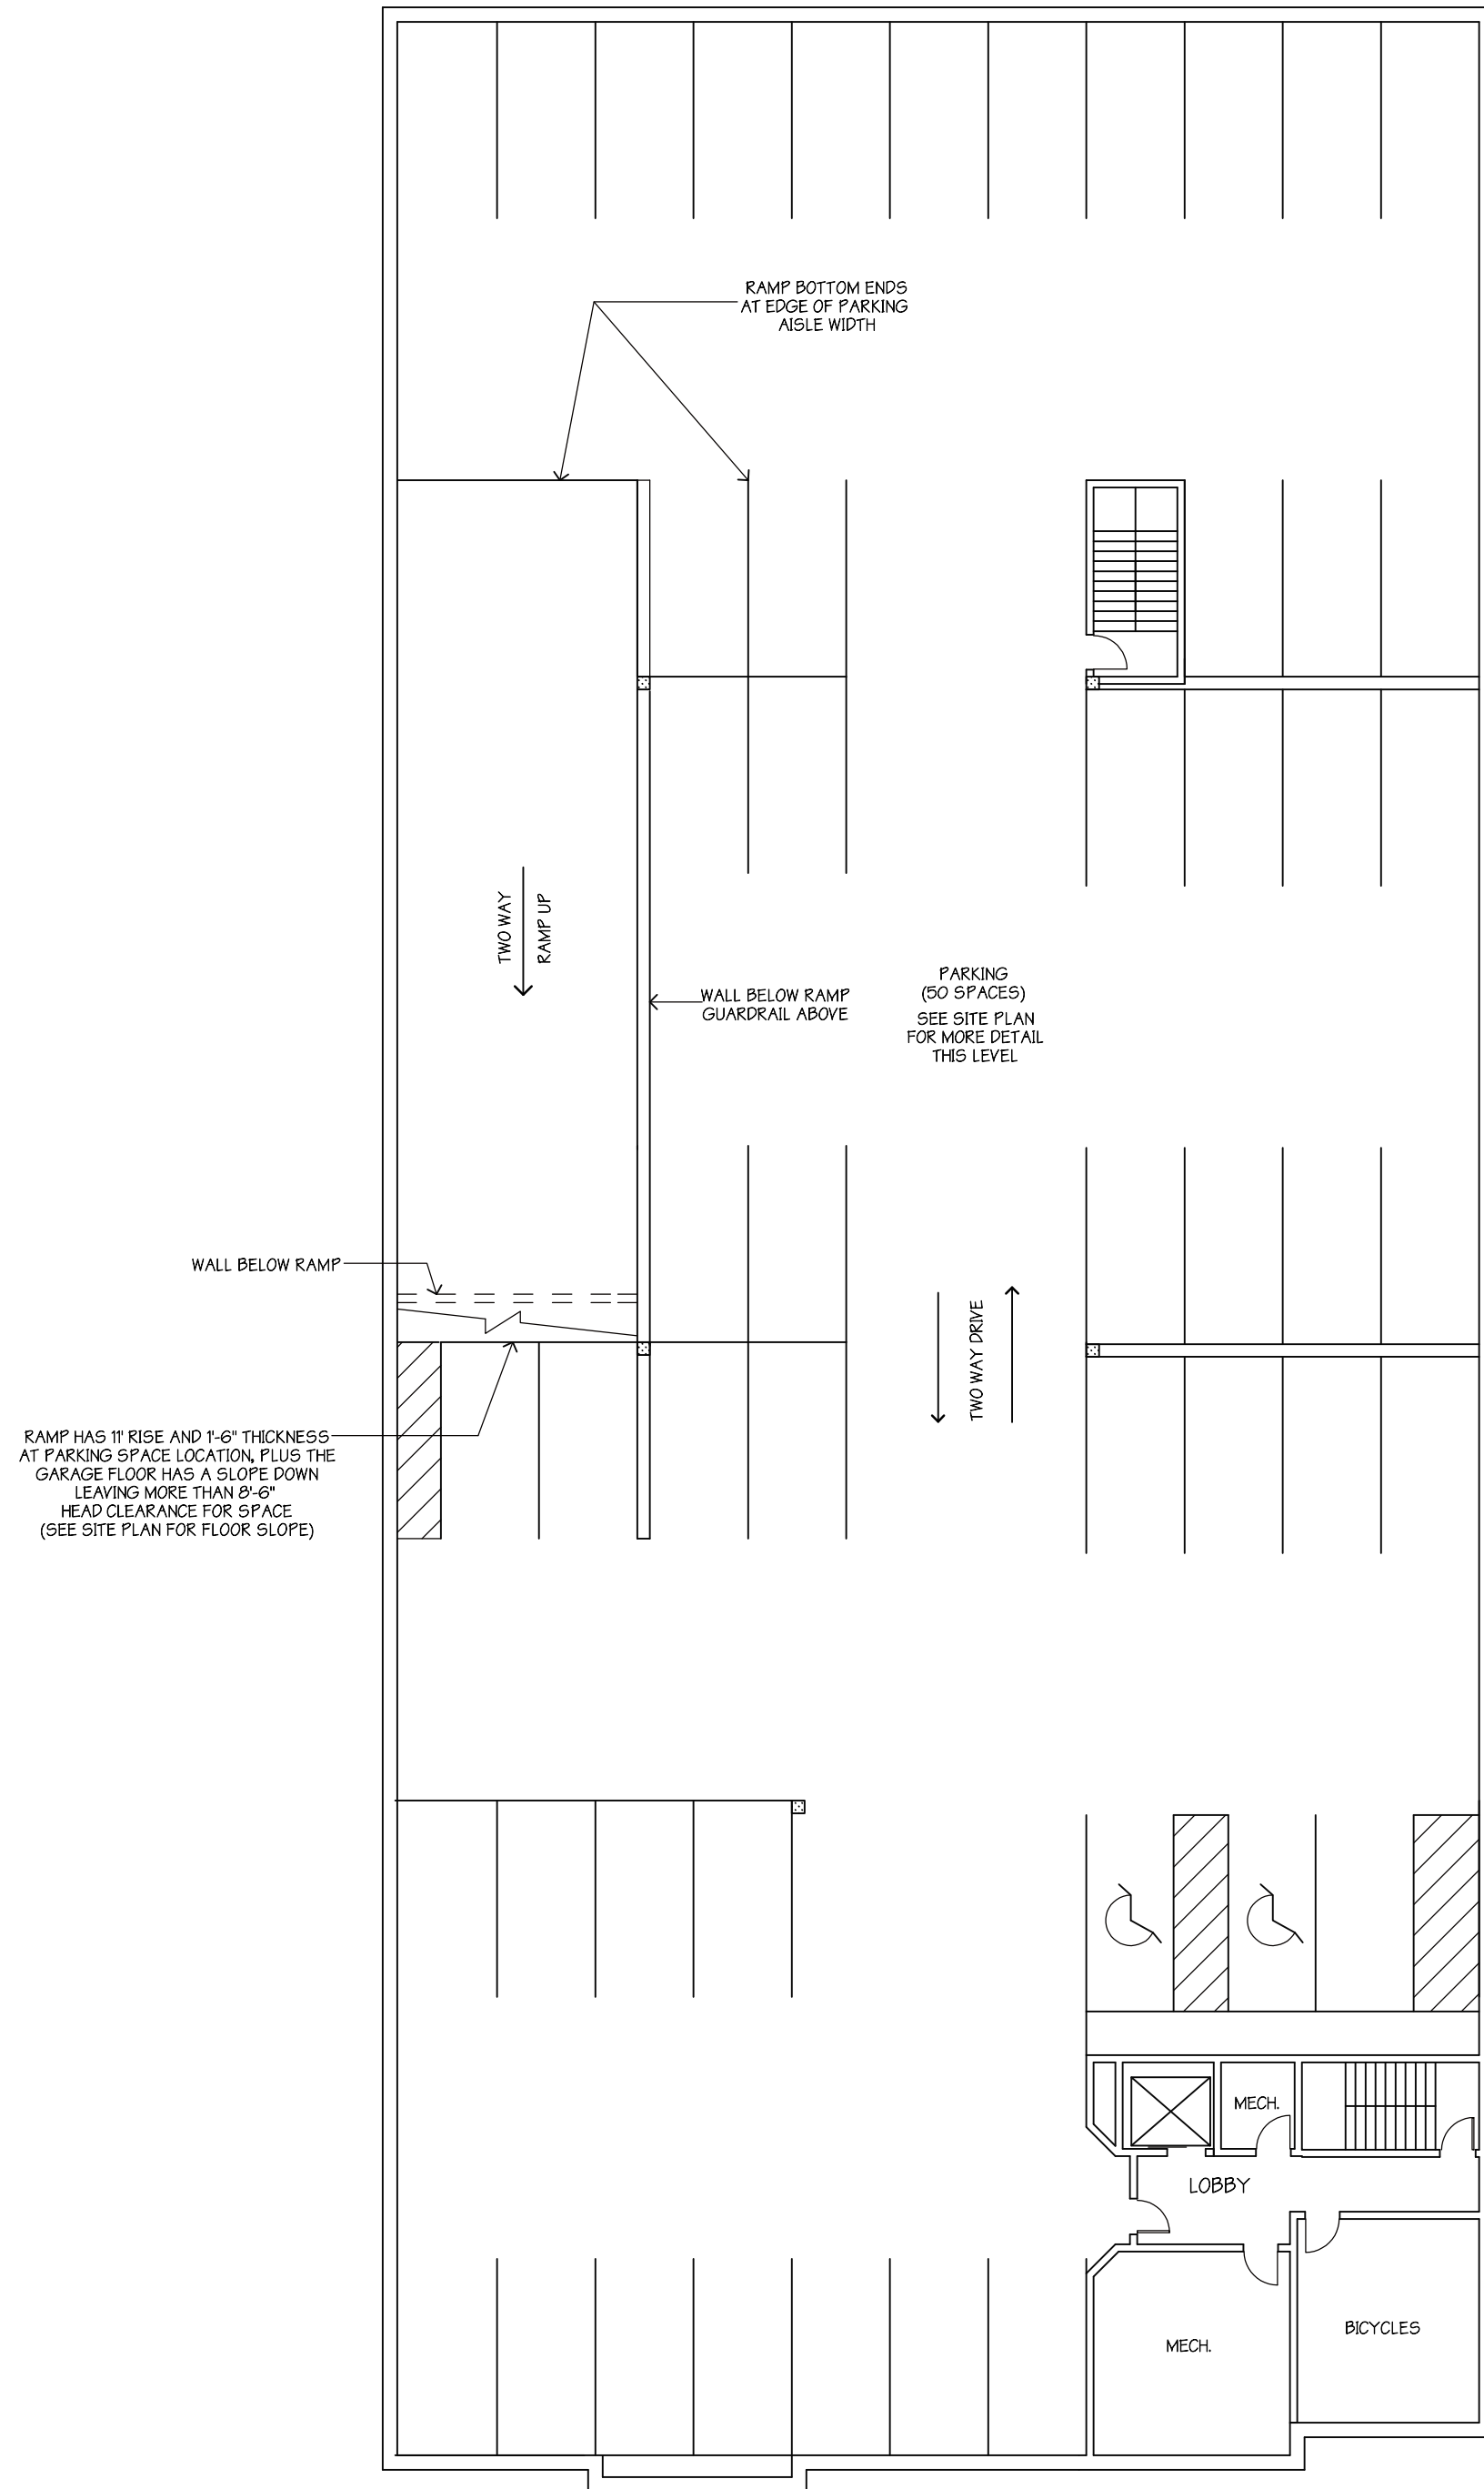 RAMP BOTTOM ENDS
AT EDGE OF PARKING
AISLE WIDTH
TWO WAY
RAMP UP
WALL BELOW RAMP
GUARDRAIL ABOVE
PARKING
(50 SPACES)
SEE SITE PLAN
FOR MORE DETAIL
THIS LEVEL
WALL BELOW RAMP
TWO WAY DRIVE
RAMP HAS 11' RISE AND 1'-6" THICKNESS
AT PARKING SPACE LOCATION, PLUS THE
GARAGE FLOOR HAS A SLOPE DOWN
LEAVING MORE THAN 8'-6"
HEAD CLEARANCE FOR SPACE
(SEE SITE PLAN FOR FLOOR SLOPE)
MECH.
LOBBY
BICYCLES
MECH.